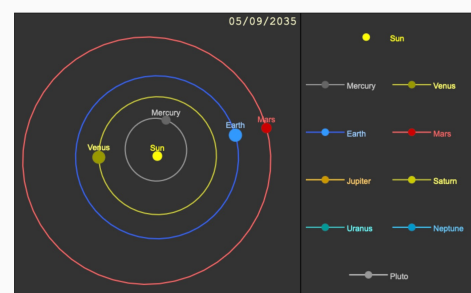 05/09/2035
Mercury
Earth
Mars
Venus
Sun
Sun
Mercury Venus
Earth Mars
Jupiter Saturn
Uranus Neptune
Pluto